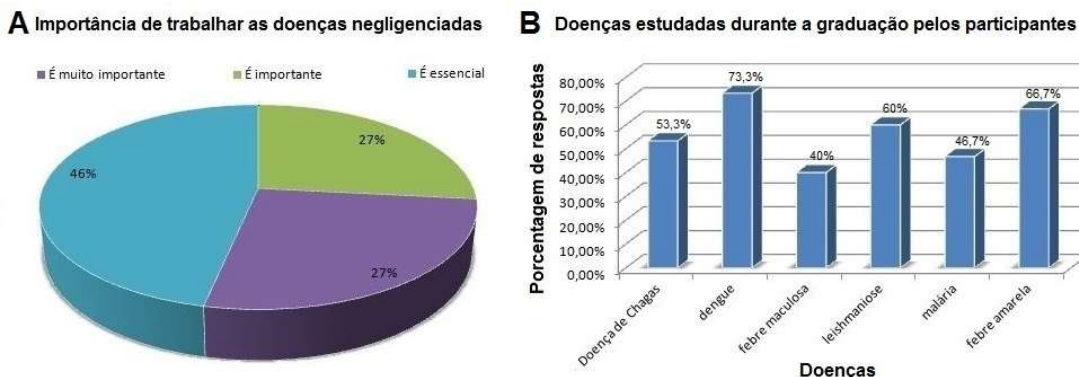 A Importância de trabalhar as doenças negligenciadas
É muito importante
É importante
É essencial
27%
46%
27%
B Doenças estudadas durante a graduação pelos participantes
Porcentagem de respostas
80,00%
70,00%
60,00%
50,00%
40,00%
30,00%
20,00%
10,00%
0,00%
53,3%
73,3%
40%
60%
46,7%
66,7%
Doença de Chagas
dengue
febre maculosa
leishmaniose
malária
febre amarela
Doenças